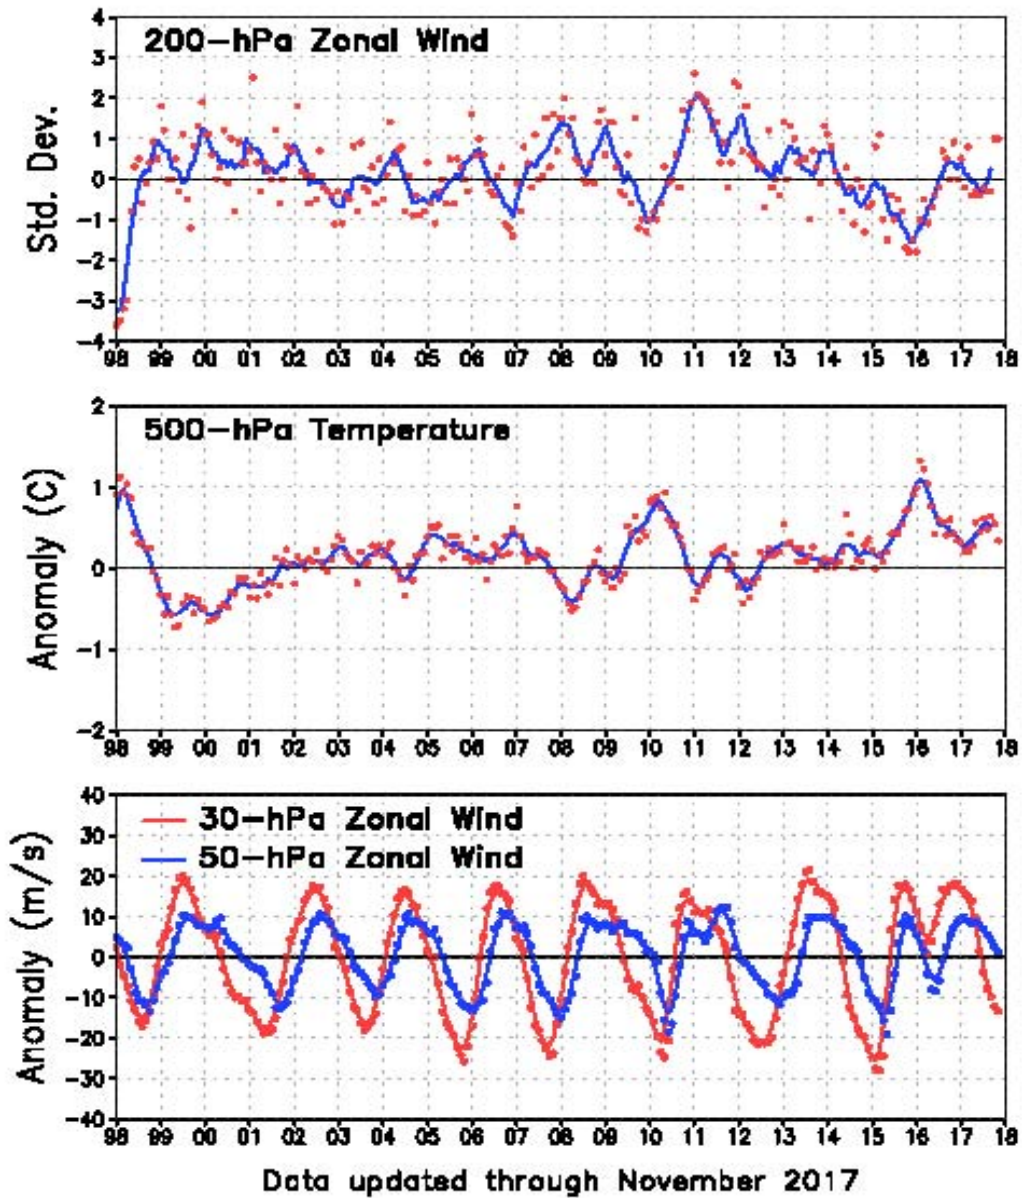 200-hPa Zonal Wind
Std. Dev.
4
3
2
1
0
-1
-2
-3
-4
98 99 00 01 02 03 04 05 06 07 08 09 10 11 12 13 14 15 16 17 18
500-hPa Temperature
Anomaly (C)
2
1
0
-1
-2
98 99 00 01 02 03 04 05 06 07 08 09 10 11 12 13 14 15 16 17 18
30-hPa Zonal Wind
50-hPa Zonal Wind
Anomaly (m/s)
40
30
20
10
0
-10
-20
-30
-40
98 99 00 01 02 03 04 05 06 07 08 09 10 11 12 13 14 15 16 17 18
Data updated through November 2017